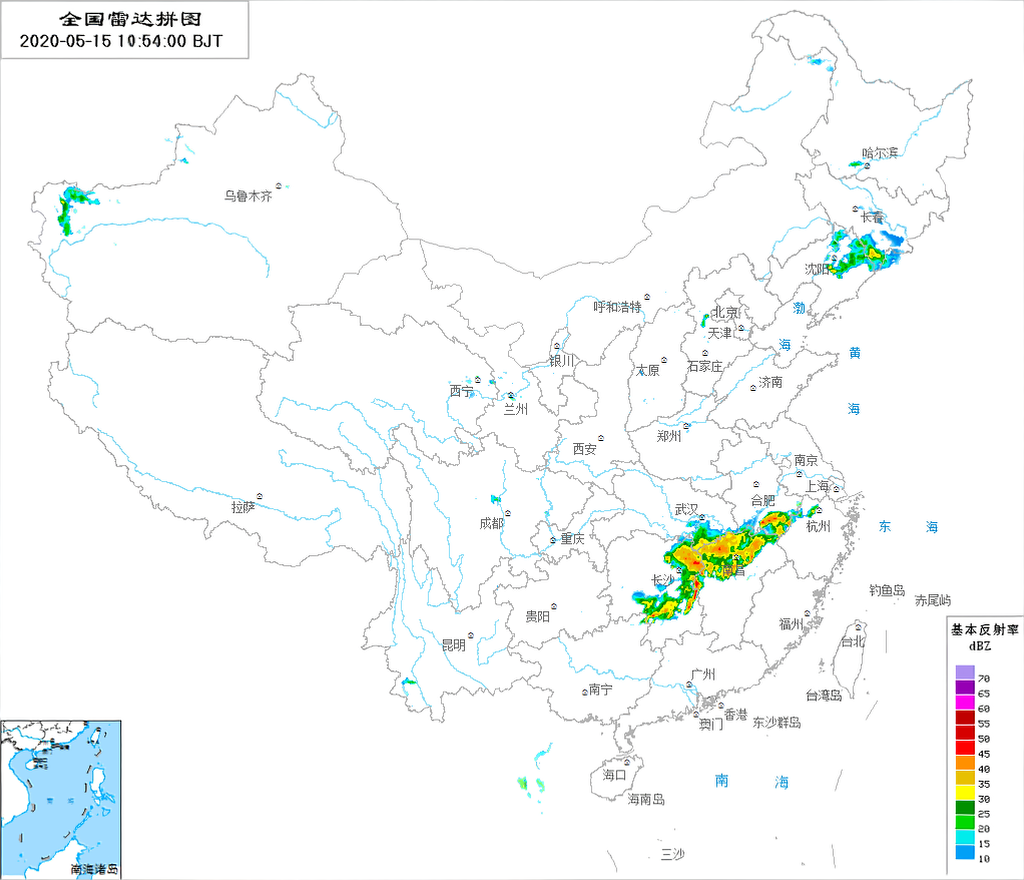 全国雷达拼图
2020-05-15 10:54:00 BJT
哈尔滨
乌鲁木齐
长春
沈阳
呼和浩特
北京
渤
天津
海
黄
银川
太原
石家庄
西宁
济南
兰州
海
郑州
西安
南京
上海
拉萨
合肥
武汉
成都
杭州
东 海
重庆
南昌
长沙
钓鱼岛
赤尾屿
贵阳
福州
基本反射率
dBZ
昆明
台北
广州
南宁
台湾岛
香港
澳门
东沙群岛
海口
南 海
海南岛
三沙
70
65
60
55
50
45
40
35
30
25
20
15
10
南 海
南海诸岛